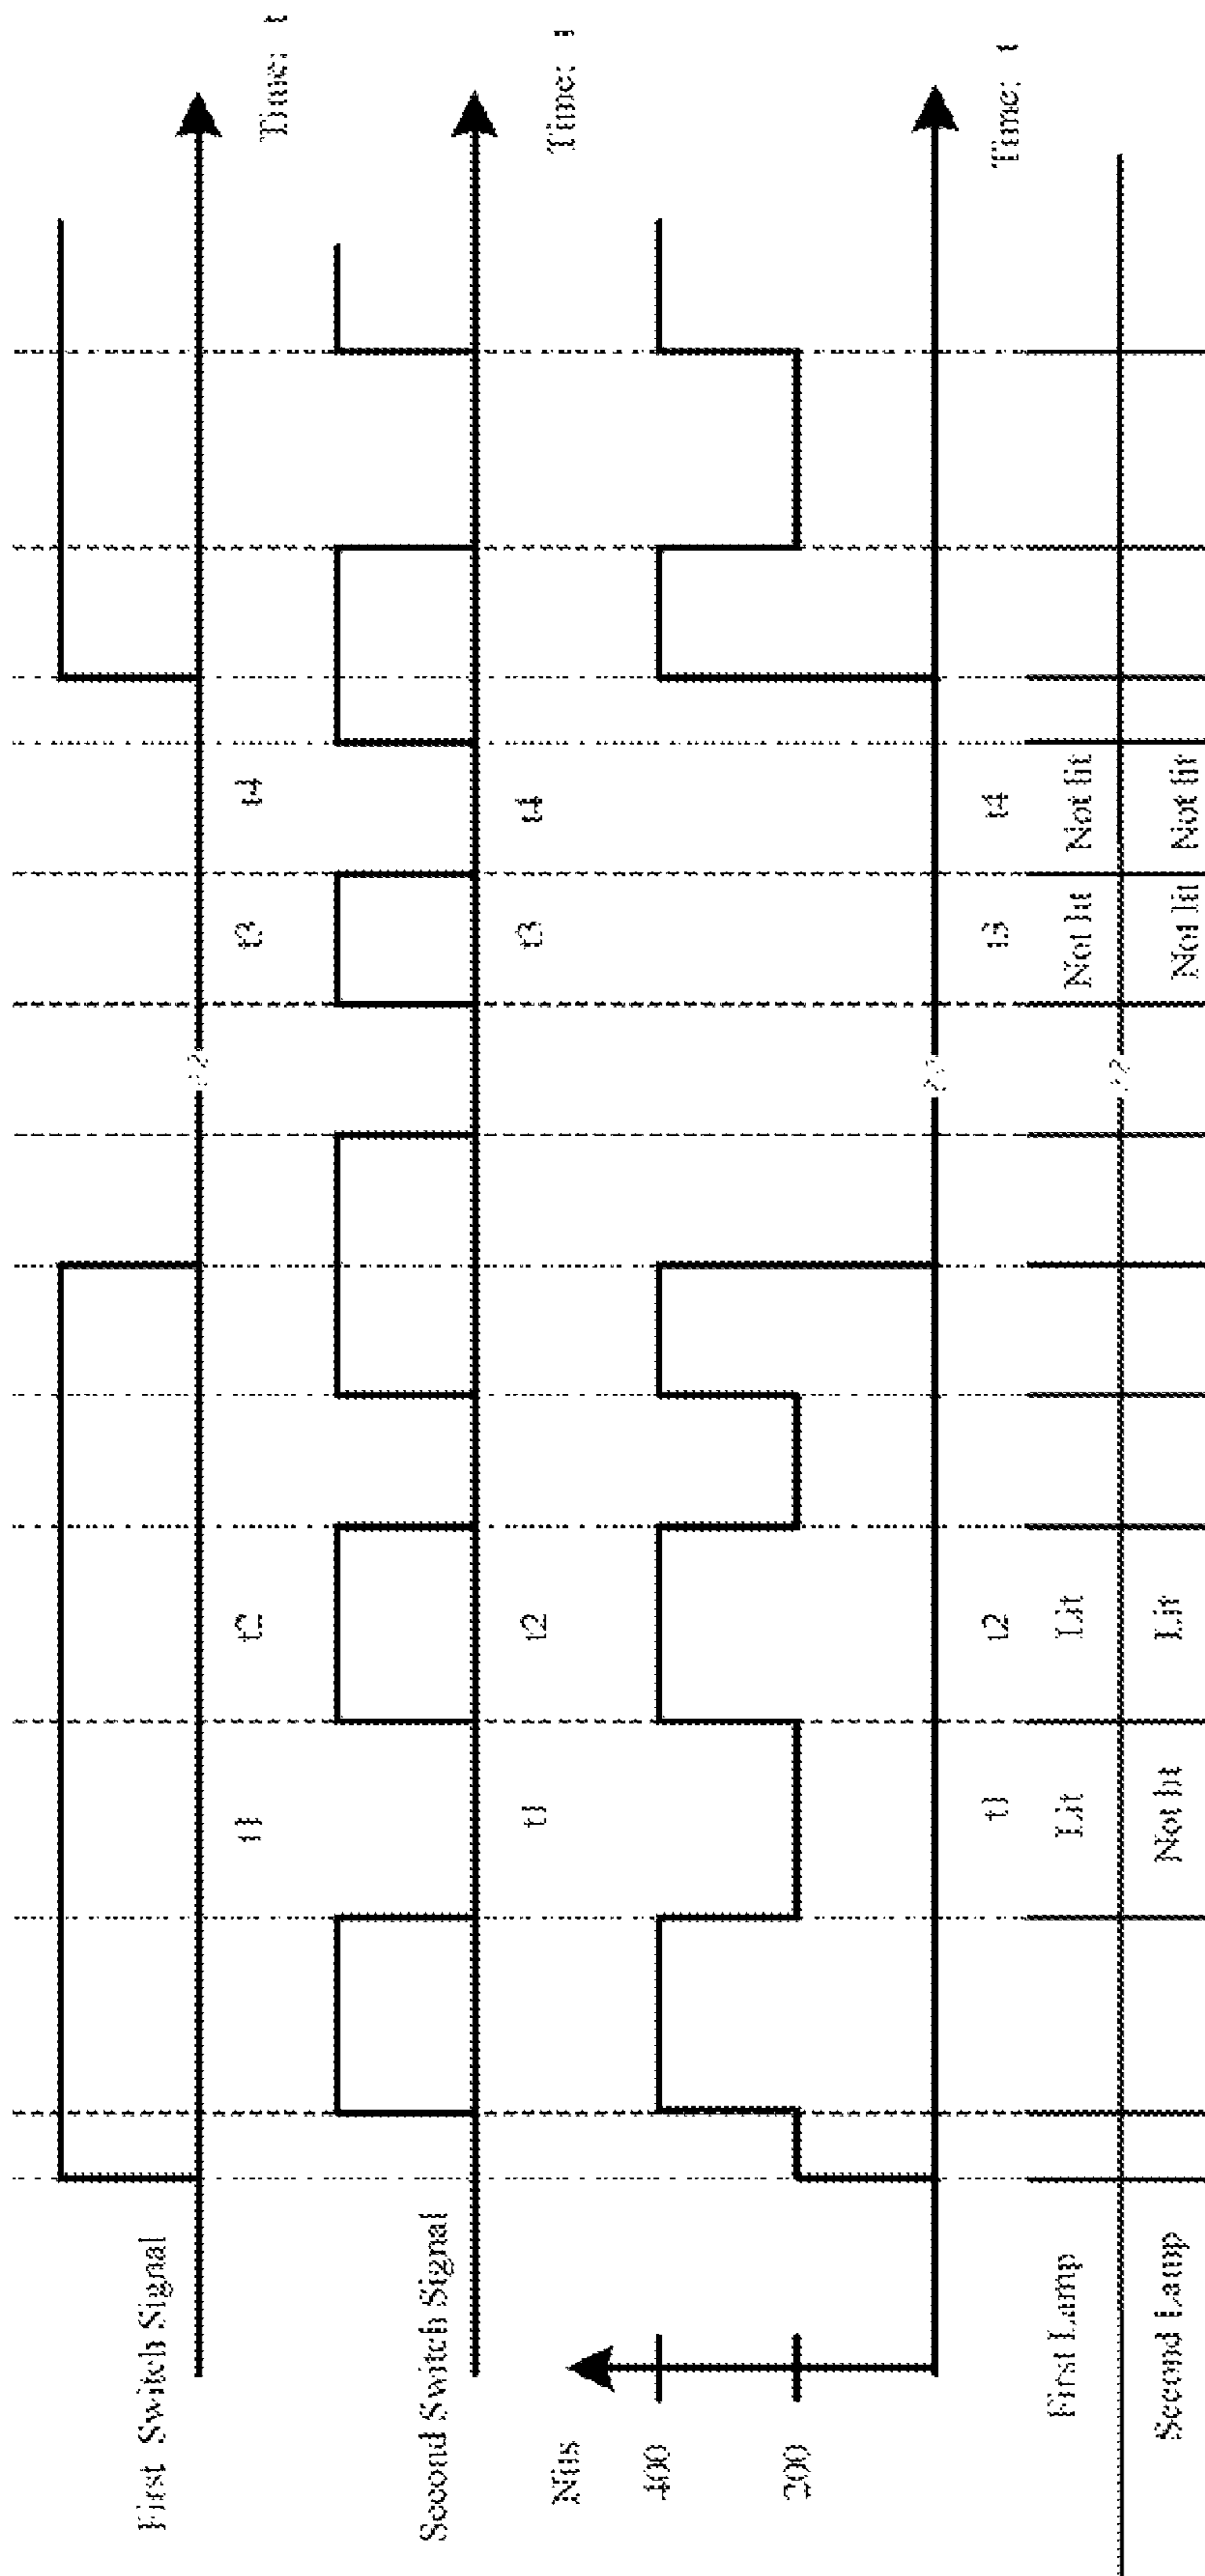 First Switch Signal
t1 t2 t3 t4
Time: t
Second Switch Signal
t1 t2 t3 t4
Time: t
Nits
400
200
t1 t2 t3 t4
Time: t
First Lamp Lit Lit Not lit Not lit
Second Lamp Not lit Lit Not lit Not lit